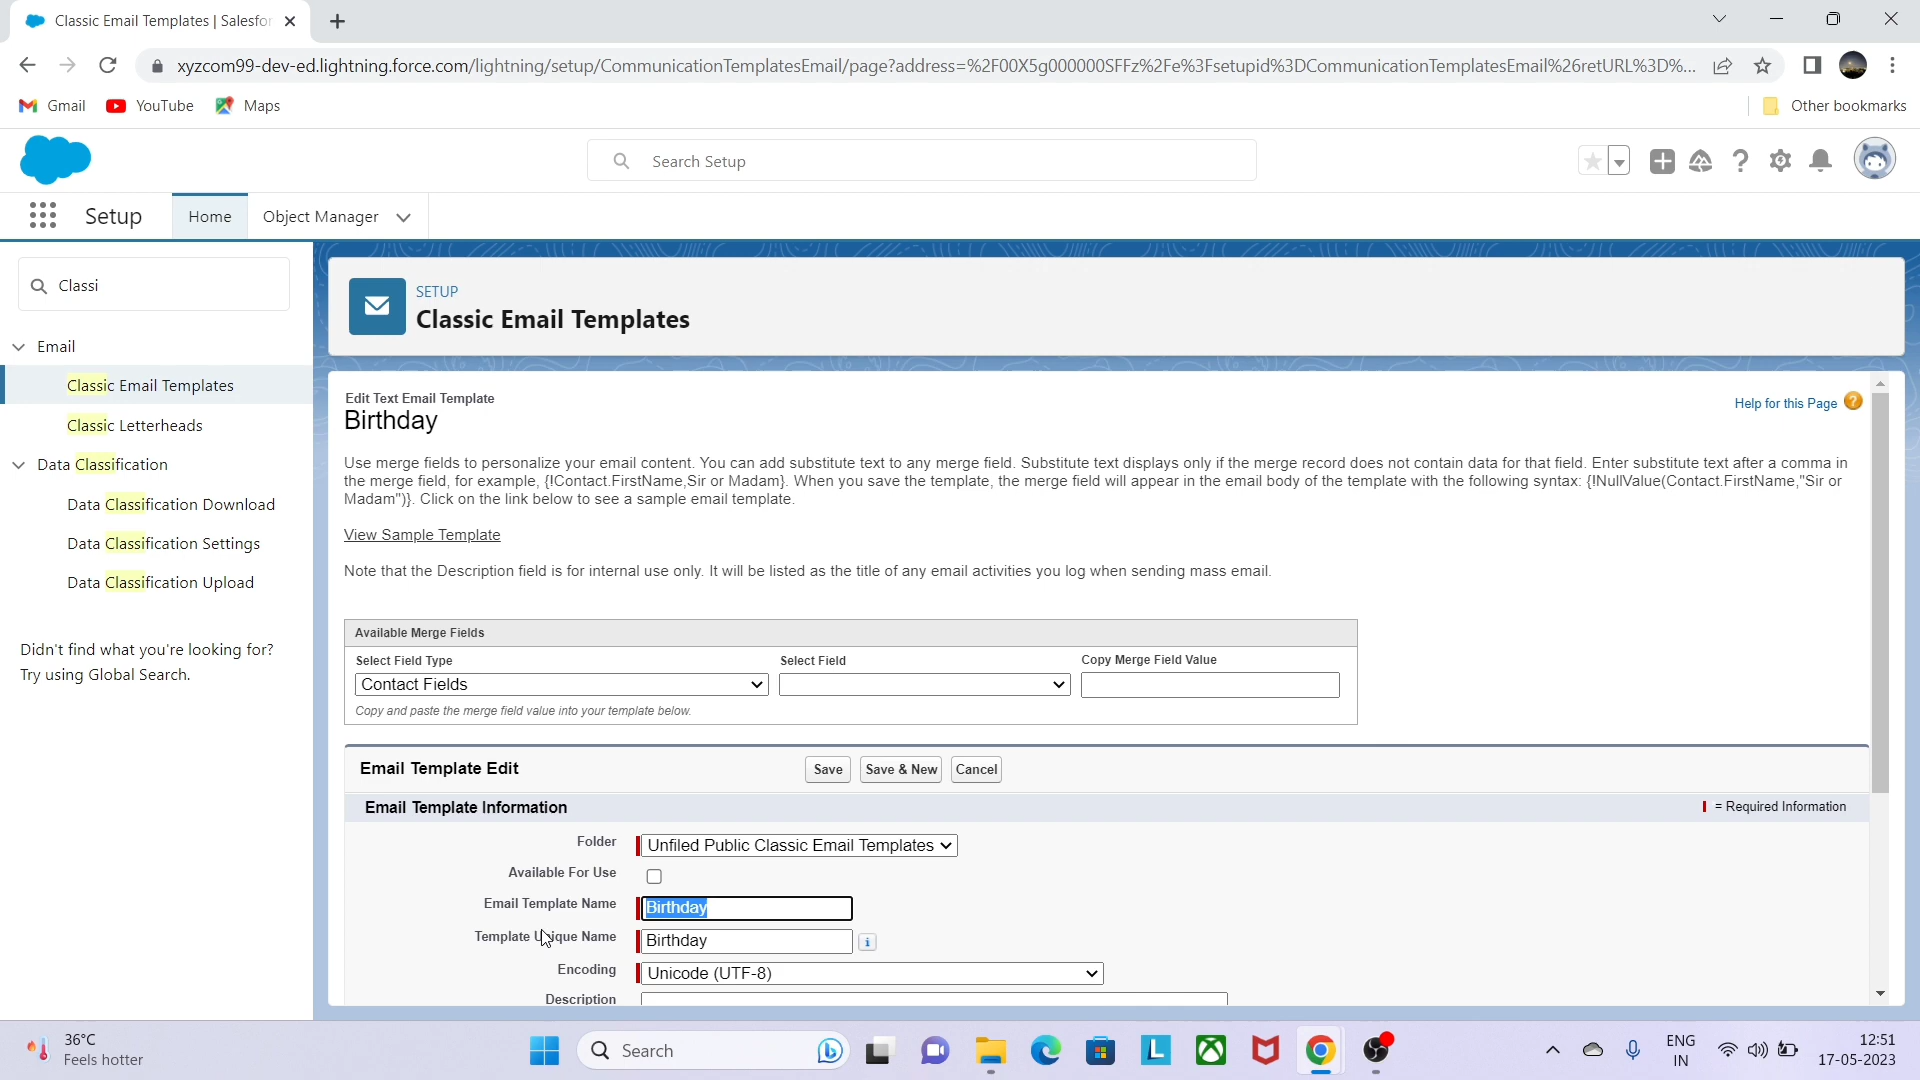 Classic Email Templates | Salesfor
xyzcom99-dev-ed.lightning.force.com/lightning/setup/CommunicationTemplatesEmail/page?address=%2F00X5g000000SFFz%2Fe%3Fsetupid%3DCommunicationTemplatesEmail%26retURL%3D%...
Gmail YouTube Maps Other bookmarks
Search Setup
Setup Home Object Manager
Classi
Email
Classic Email Templates
Classic Letterheads
Data Classification
Data Classification Download
Data Classification Settings
Data Classification Upload
Didn't find what you're looking for?
Try using Global Search.
SETUP
Classic Email Templates
Edit Text Email Template
Birthday
Help for this Page
Use merge fields to personalize your email content. You can add substitute text to any merge field. Substitute text displays only if the merge record does not contain data for that field. Enter substitute text after a comma in
the merge field, for example, {!Contact.FirstName,Sir or Madam}. When you save the template, the merge field will appear in the email body of the template with the following syntax: {!NullValue(Contact.FirstName,"Sir or
Madam")}. Click on the link below to see a sample email template.
View Sample Template
Note that the Description field is for internal use only. It will be listed as the title of any email activities you log when sending mass email.
Available Merge Fields
Select Field Type Select Field Copy Merge Field Value
Contact Fields
Copy and paste the merge field value into your template below.
Email Template Edit Save Save & New Cancel
Email Template Information = Required Information
Folder Unfiled Public Classic Email Templates
Available For Use
Email Template Name Birthday
Template Unique Name Birthday
Encoding Unicode (UTF-8)
Description
36°C
Feels hotter
Search
ENG
IN
12:51
17-05-2023